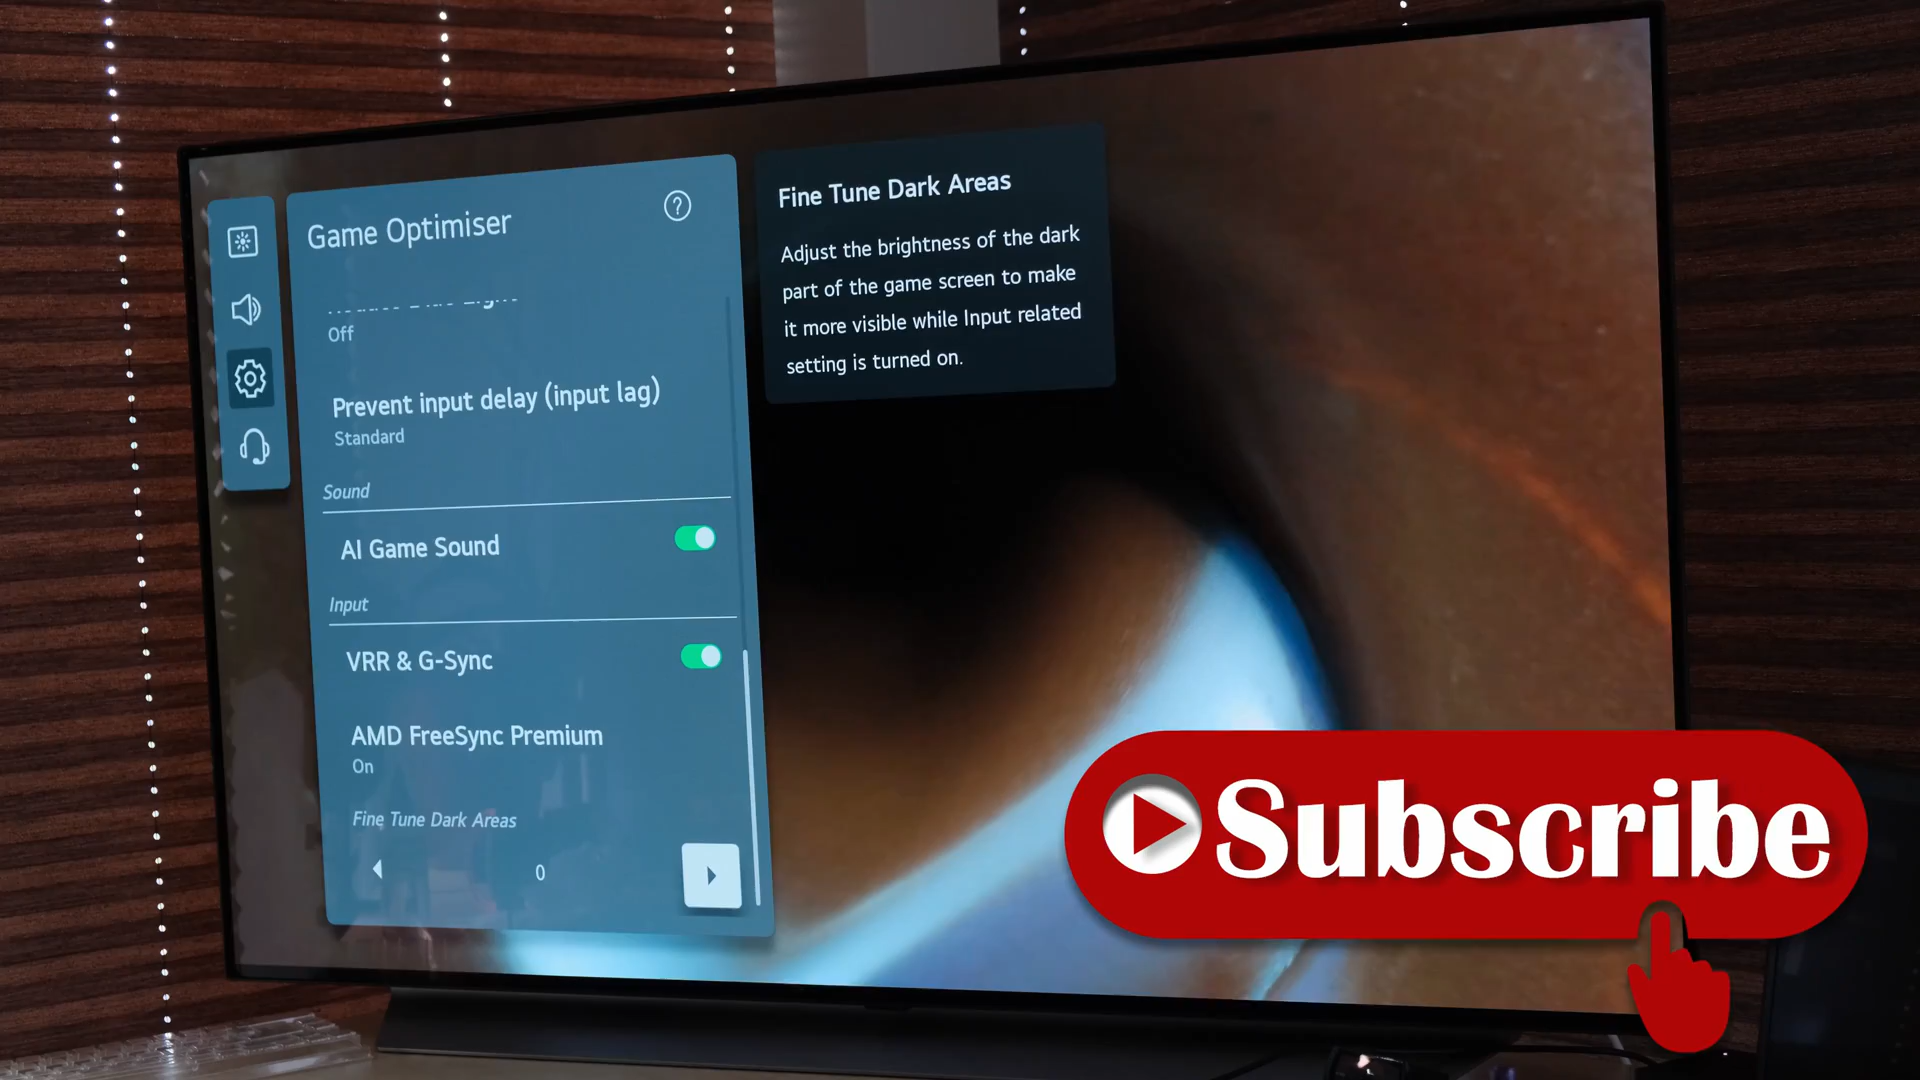 Game Optimiser
?
Off
Prevent input delay (input lag)
Standard
Sound
AI Game Sound
Input
VRR & G-Sync
AMD FreeSync Premium
On
Fine Tune Dark Areas
0
Fine Tune Dark Areas
Adjust the brightness of the dark
part of the game screen to make
it more visible while Input related
setting is turned on.
Subscribe